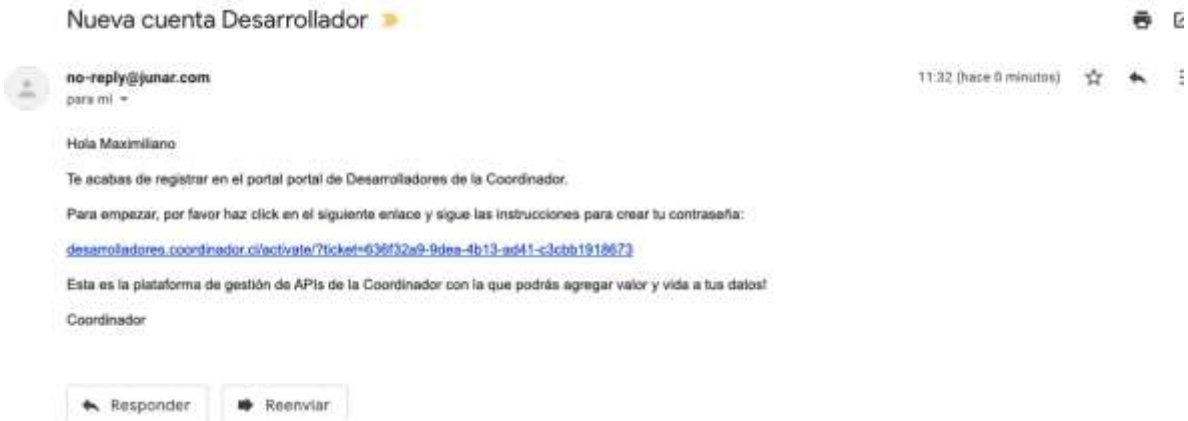 Nueva cuenta Desarrollador
no-reply@junar.com
11:32 (hace 0 minutos)
para mí
Hola Maximiliano
Te acabas de registrar en el portal portal de Desarrolladores de la Coordinador.
Para empezar, por favor haz click en el siguiente enlace y sigue las instrucciones para crear tu contraseña:
desarrolladores.coordinador.cl/activate/?ticket=636f32a9-9dea-4b13-ad41-c3cbb1918673
Esta es la plataforma de gestión de APIs de la Coordinador con la que podrás agregar valor y vida a tus datos!
Coordinador
Responder
Reenviar